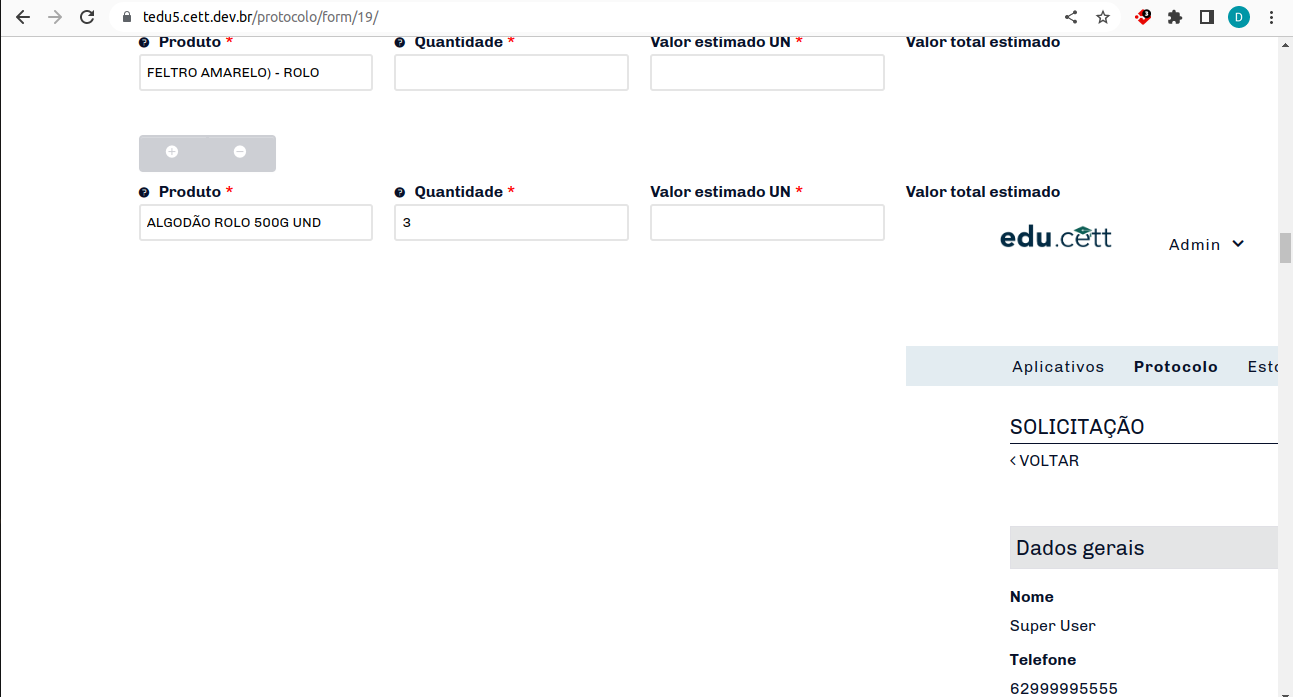 tedu5.cett.dev.br/protocolo/form/19/
D
Produto * Quantidade * Valor estimado UN * Valor total estimado
FELTRO AMARELO) - ROLO
Produto * Quantidade * Valor estimado UN * Valor total estimado
ALGODÃO ROLO 500G UND 3
edu.cett Admin
Aplicativos Protocolo Esto
SOLICITAÇÃO
< VOLTAR
Dados gerais
Nome
Super User
Telefone
62999995555